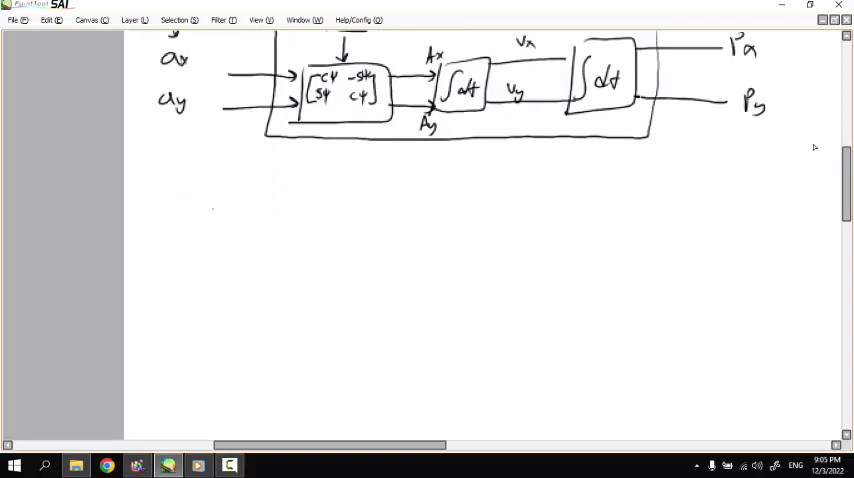 PaintTool SAI
File (F) Edit (E) Canvas (C) Layer (L) Selection (S) Filter (T) View (V) Window (W) Help/Config (O)
ax
ay
cψ -sψ
sψ cψ
Ax
Ay
∫dt
Vx
Vy
∫dt
Px
Py
ENG
9:05 PM
12/3/2022